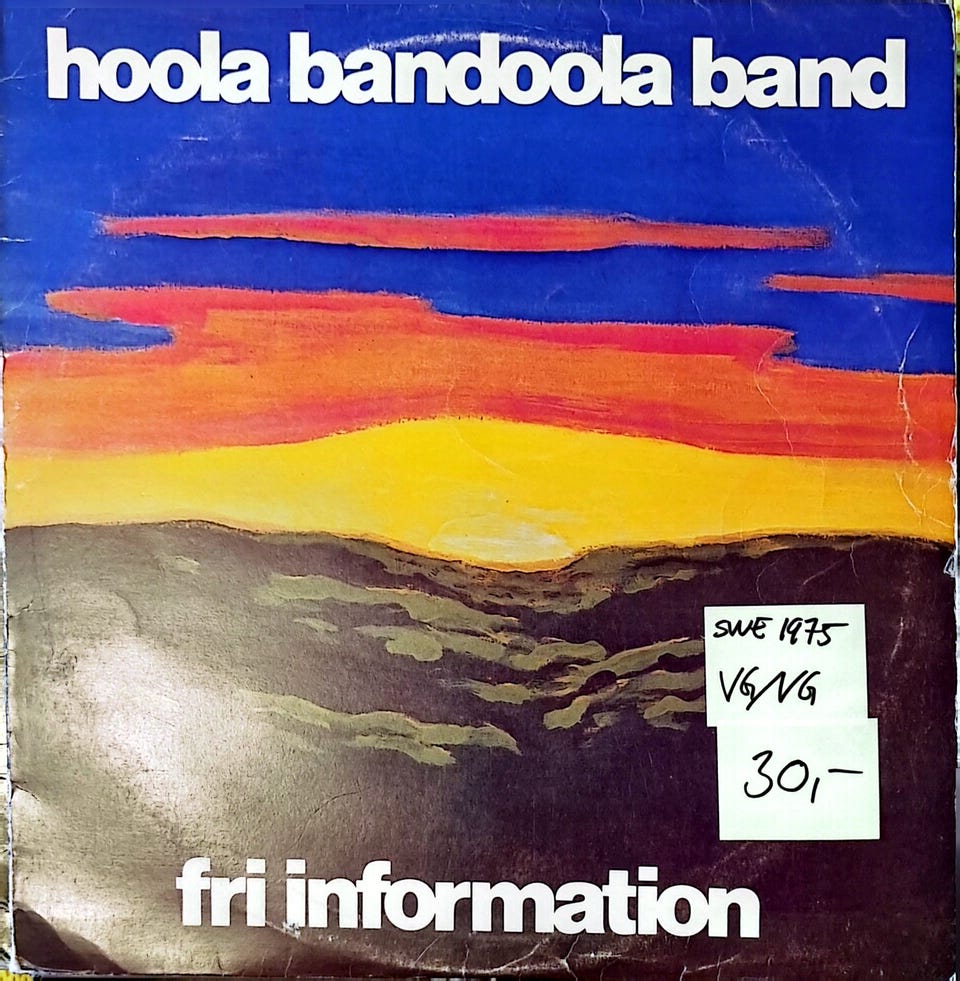 hoola bandoola band
SWE 1975
VG/VG
30,-
fri information